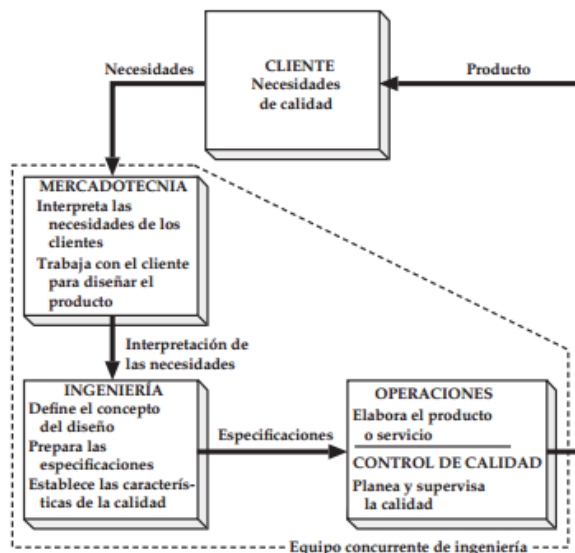 Necesidades
CLIENTE
Necesidades
de calidad
Producto
MERCADOTECNIA
Interpreta las
necesidades de los
clientes
Trabaja con el cliente
para diseñar el
producto
Interpretación de
las necesidades
INGENIERÍA
Define el concepto
del diseño
Prepara las
especificaciones
Establece las caracterís-
ticas de la calidad
Especificaciones
OPERACIONES
Elabora el producto
o servicio
CONTROL DE CALIDAD
Planea y supervisa
la calidad
Equipo concurrente de ingeniería